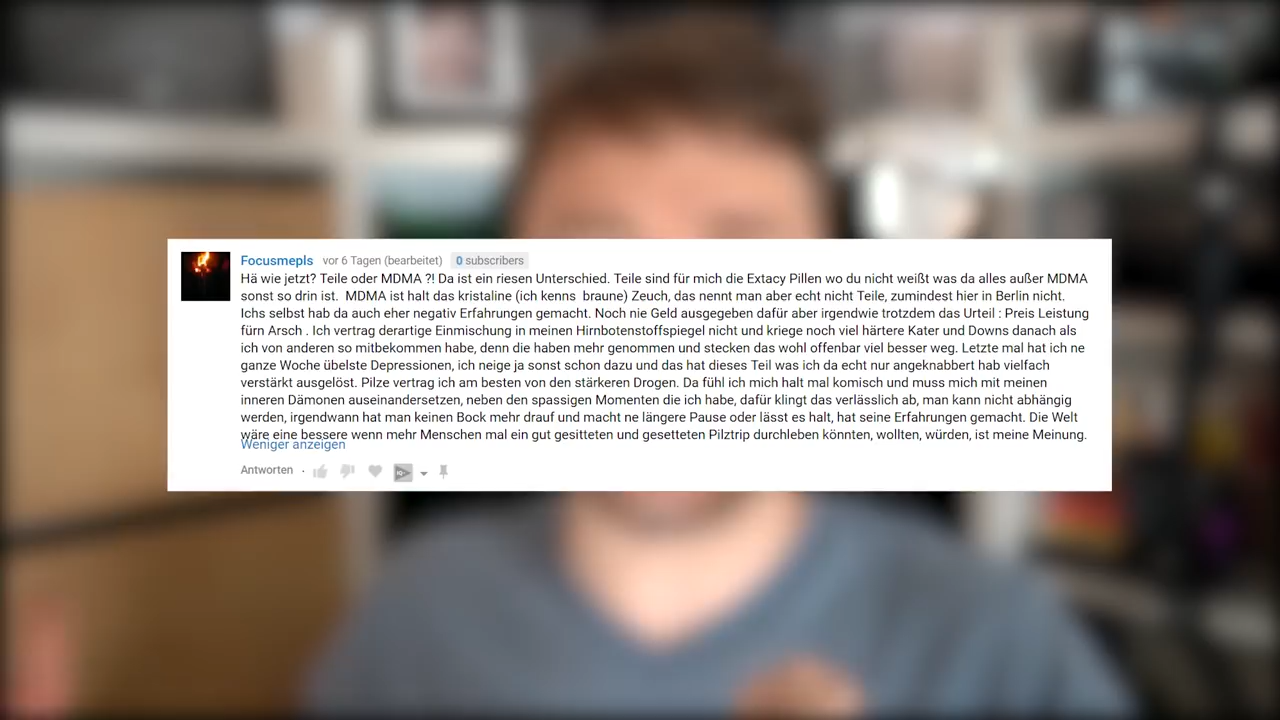 Focusmepls vor 6 Tagen (bearbeitet) 0 subscribers
Hä wie jetzt? Teile oder MDMA ?! Da ist ein riesen Unterschied. Teile sind für mich die Extacy Pillen wo du nicht weißt was da alles außer MDMA
sonst so drin ist.  MDMA ist halt das kristaline (ich kenns  braune) Zeuch, das nennt man aber echt nicht Teile, zumindest hier in Berlin nicht.
Ichs selbst hab da auch eher negativ Erfahrungen gemacht. Noch nie Geld ausgegeben dafür aber irgendwie trotzdem das Urteil : Preis Leistung
fürn Arsch . Ich vertrag derartige Einmischung in meinen Hirnbotenstoffspiegel nicht und kriege noch viel härtere Kater und Downs danach als
ich von anderen so mitbekommen habe, denn die haben mehr genommen und stecken das wohl offenbar viel besser weg. Letzte mal hat ich ne
ganze Woche übelste Depressionen, ich neige ja sonst schon dazu und das hat dieses Teil was ich da echt nur angeknabbert hab vielfach
verstärkt ausgelöst. Pilze vertrag ich am besten von den stärkeren Drogen. Da fühl ich mich halt mal komisch und muss mich mit meinen
inneren Dämonen auseinandersetzen, neben den spassigen Momenten die ich habe, dafür klingt das verlässlich ab, man kann nicht abhängig
werden, irgendwann hat man keinen Bock mehr drauf und macht ne längere Pause oder lässt es halt, hat seine Erfahrungen gemacht. Die Welt
wäre eine bessere wenn mehr Menschen mal ein gut gesitteten und gesetteten Pilztrip durchleben könnten, wollten, würden, ist meine Meinung.
Weniger anzeigen
Antworten ·